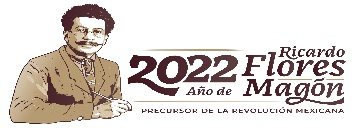 2022 Ricardo
Flores
Año de Magón
PRECURSOR DE LA REVOLUCIÓN MEXICANA